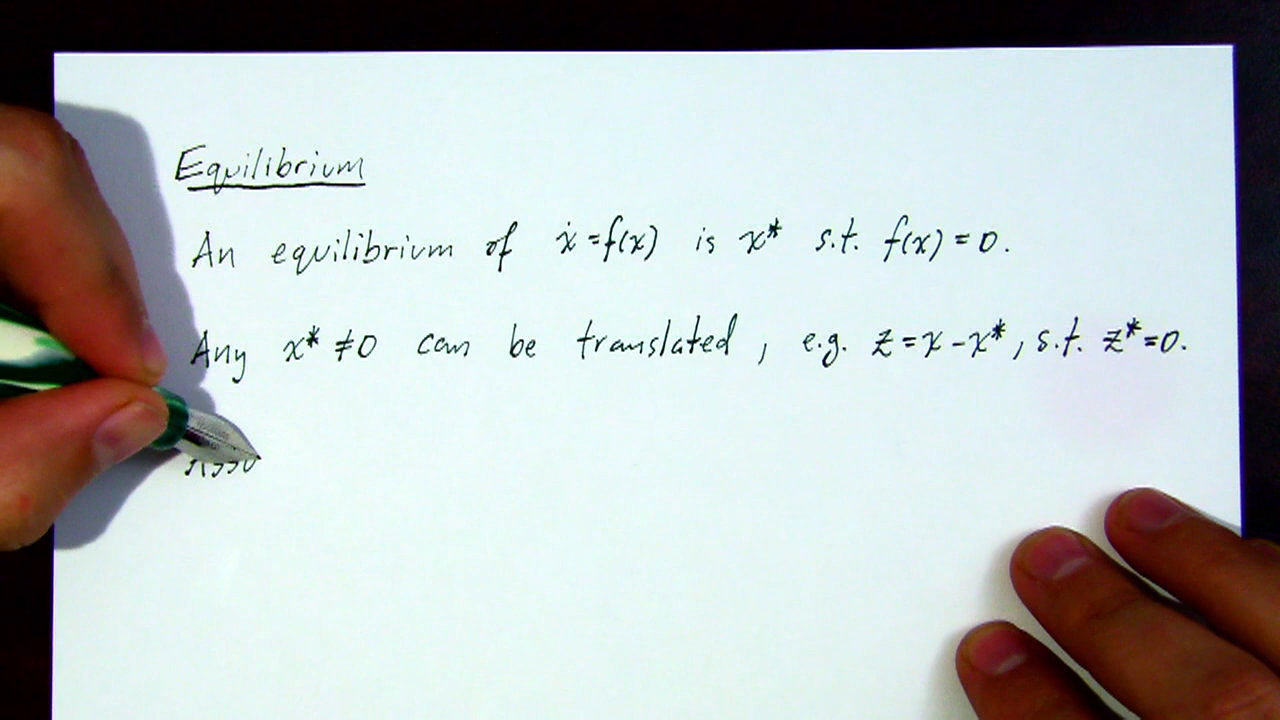 Equilibrium
An equilibrium of ẋ = f(x) is x* s.t. f(x) = 0.
Any x* ≠ 0 can be translated, e.g. z = x - x*, s.t. z* = 0.